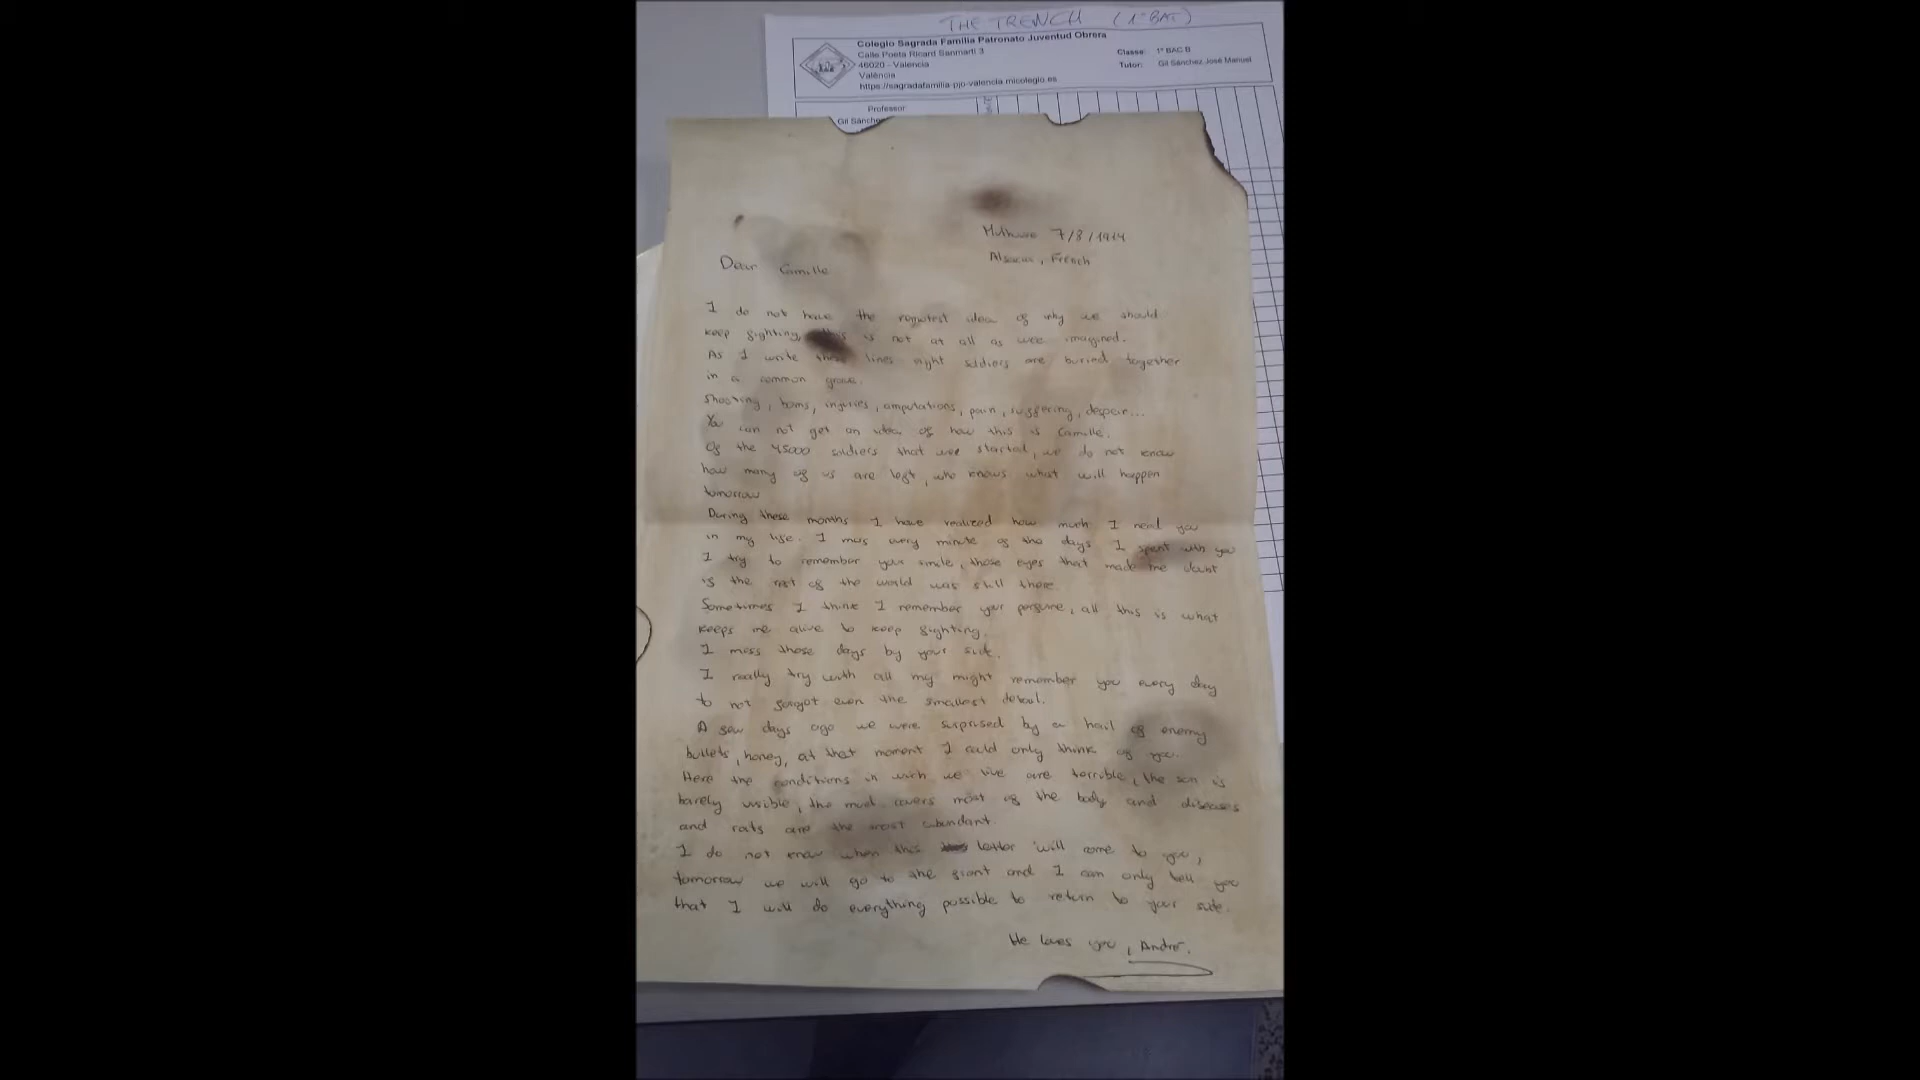 THE TRENCH (1º BAT)
Colegio Sagrada Familia Patronato Juventud Obrera
Calle Poeta Ricard Sanmartí 3
46020 - Valencia
València
https://sagradafamilia-pjo-valencia.micolegio.es
Classe: 1º BAC B
Tutor: Gil Sánchez José Manuel
Professor
Gil Sánchez
7/8/1914
French
Dear Camille
I do not have the remotest idea of why we should
keep fighting, this is not at all as wee imagined.
As I write these lines eight soldiers are buried together
in a common grave.
Shooting, boms, injuries, amputations, pain, suffering, despair...
You can not get an idea of how this is Camille.
Of the 45000 soldiers that wee started, we do not know
how many of us are left, who knows what will happen
tomorrow
During these months I have realized how much I need you
in my life. I miss every minute of the days I spent with you
I try to remember your smile, those eyes that made me doubt
if the rest of the world was still there.
Sometimes I think I remember your perfume, all this is what
keeps me alive to keep fighting.
I miss those days by your side.
I really try with all my might remember you every day
to not forgot even the smallest detail.
A few days ago we were surprised by a hail of enemy
bullets, honey, at that moment I could only think of you.
Here the conditions in wich we live are terrible, the sun is
barely visible, the mud covers most of the body and diseases
and rats are the most abundant.
I do not know when this letter will come to you,
tomorrow we will go to the front and I can only tell you
that I will do everything possible to return to your side.
He loves you, André.